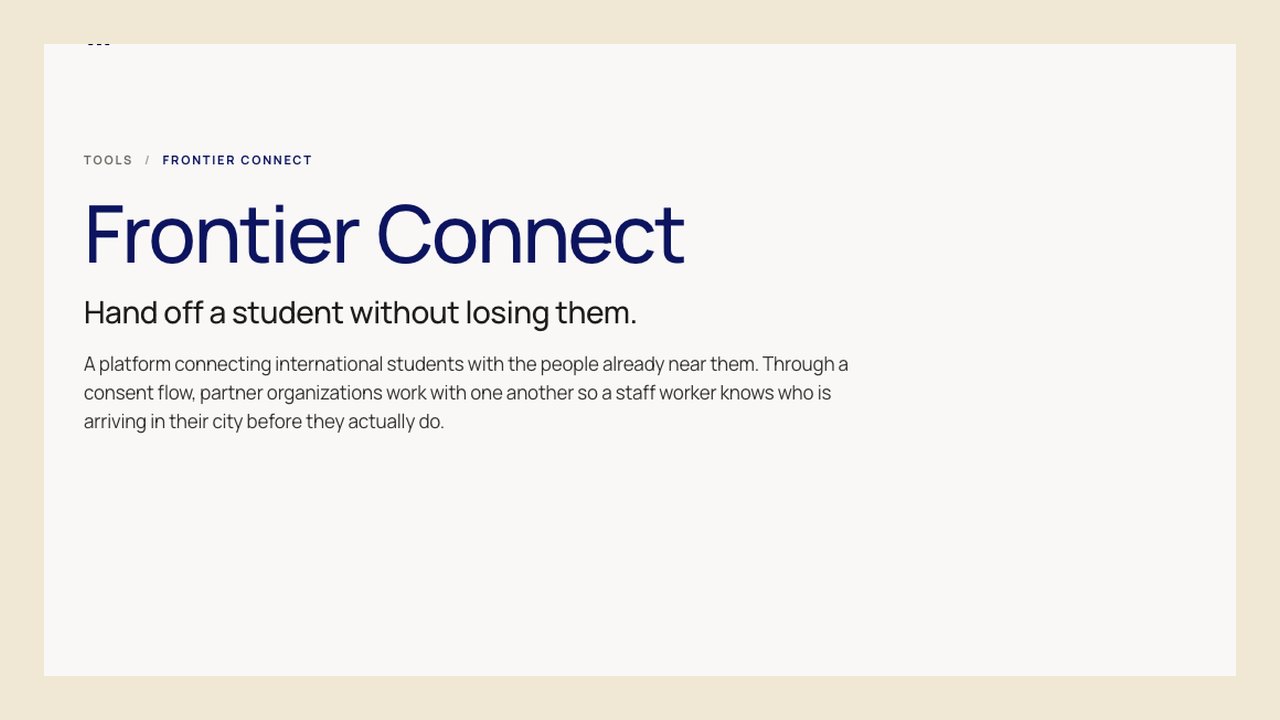 TOOLS / FRONTIER CONNECT
Frontier Connect
Hand off a student without losing them.
A platform connecting international students with the people already near them. Through a
consent flow, partner organizations work with one another so a staff worker knows who is
arriving in their city before they actually do.